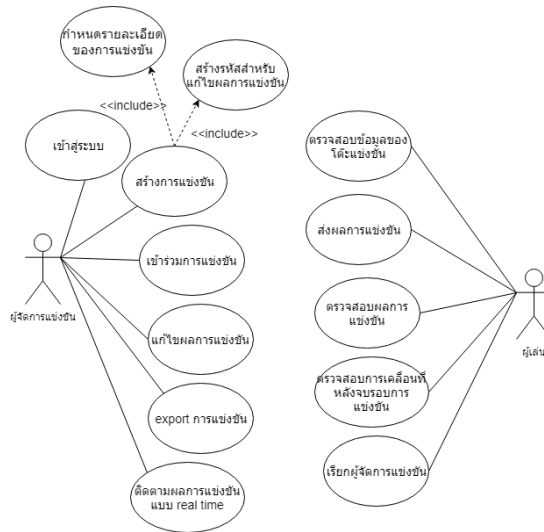 กำหนดรายละเอียด
ของการแข่งขัน
สร้างรหัสสำหรับ
แก้ไขผลการแข่งขัน
<<include>>
<<include>>
เข้าสู่ระบบ
สร้างการแข่งขัน
เข้าร่วมการแข่งขัน
แก้ไขผลการแข่งขัน
export การแข่งขัน
ติดตามผลการแข่งขัน
แบบ real time
ผู้จัดการแข่งขัน
ตรวจสอบข้อมูลของ
โต๊ะแข่งขัน
ส่งผลการแข่งขัน
ตรวจสอบผลการ
แข่งขัน
ตรวจสอบการเคลื่อนที่
หลังจบรอบการ
แข่งขัน
เรียกผู้จัดการแข่งขัน
ผู้เล่น